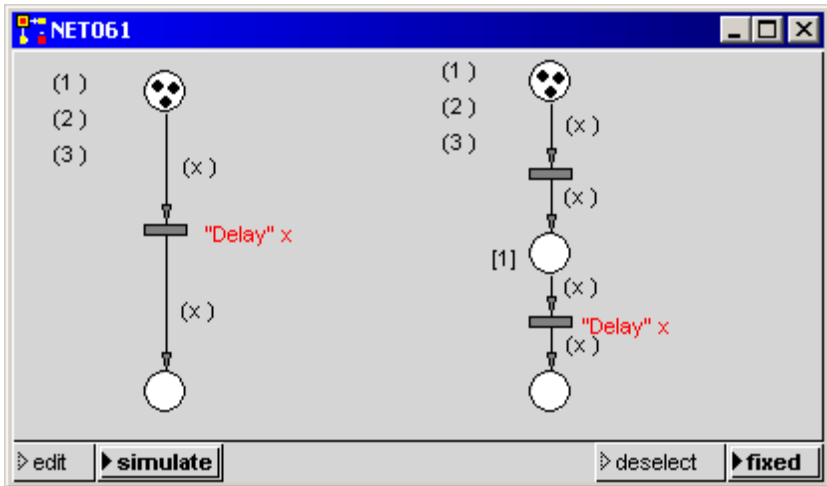 NET061
(1 )
(2 )
(3 )
(x )
"Delay" x
(x )
(1 )
(2 )
(3 )
(x )
(x )
[1]
(x )
"Delay" x
(x )
edit
simulate
deselect
fixed